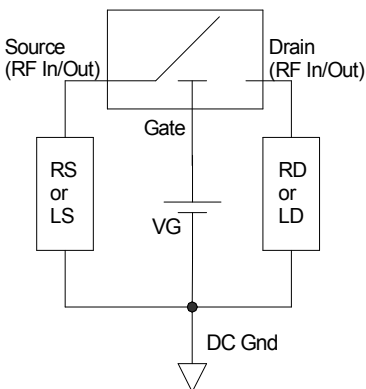 Source
(RF In/Out)
Drain
(RF In/Out)
Gate
RS
or
LS
VG
RD
or
LD
DC Gnd